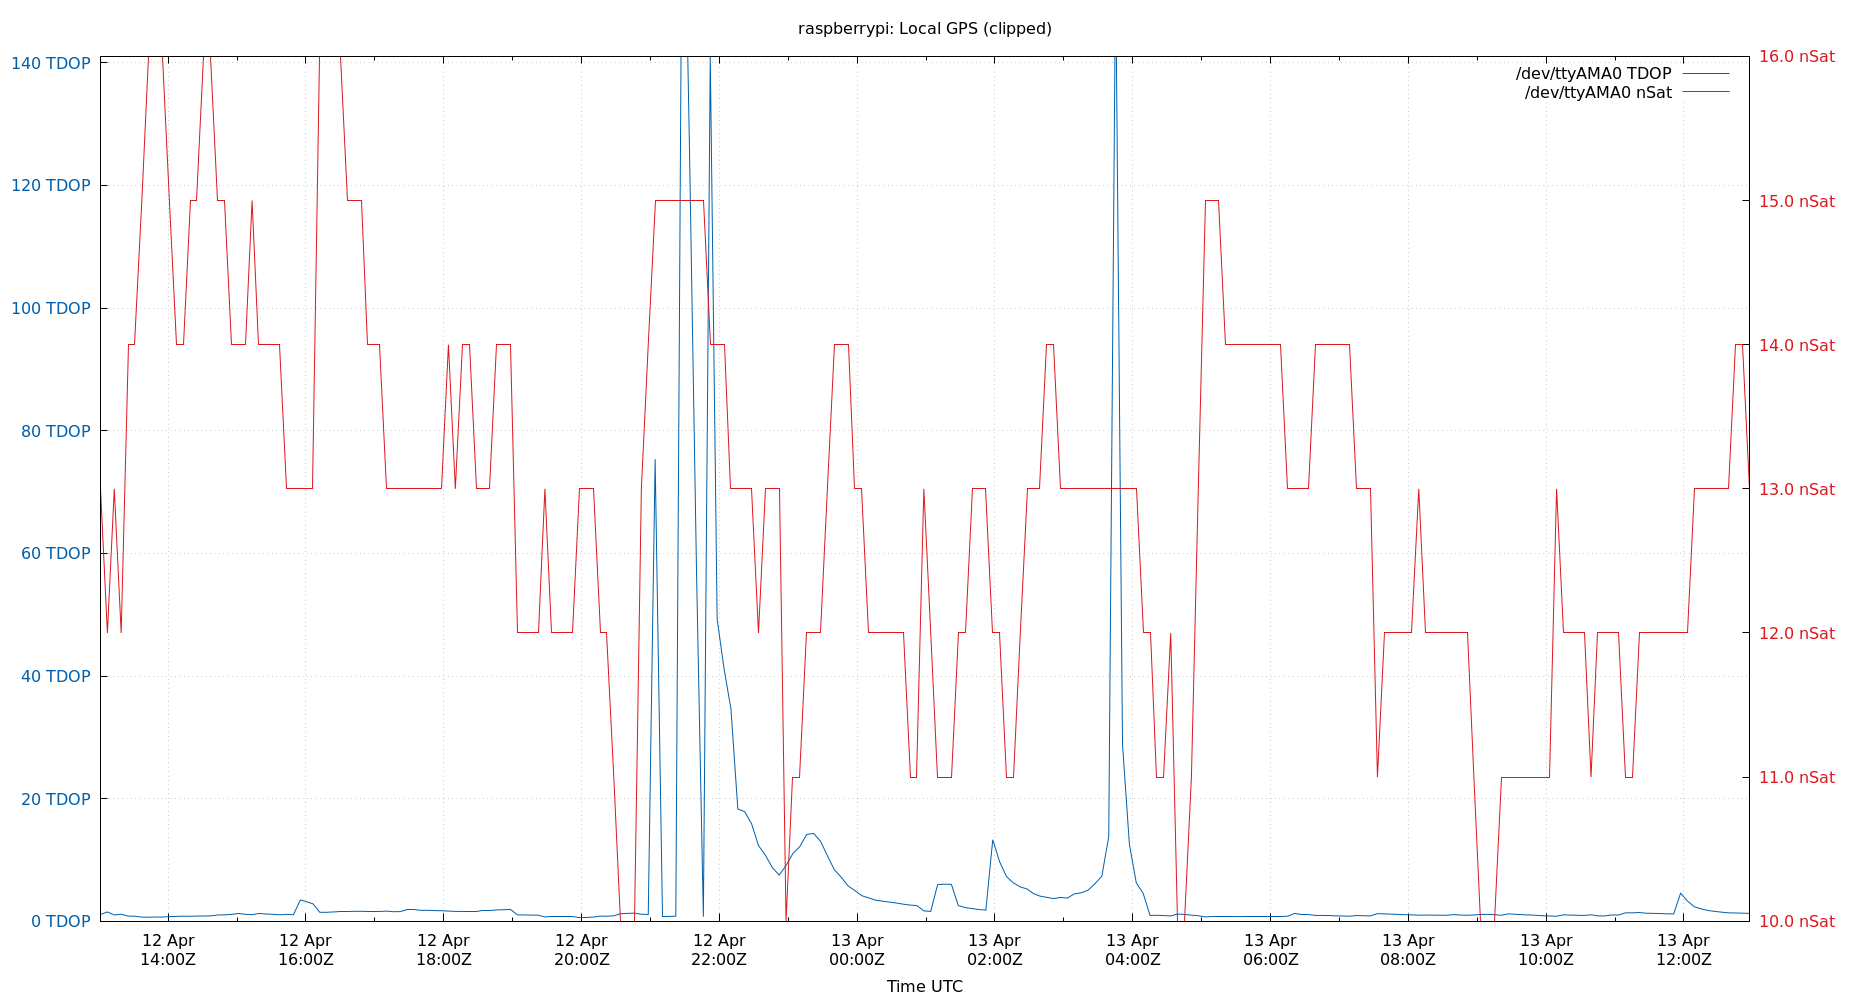 raspberrypi: Local GPS (clipped)
140 TDOP
120 TDOP
100 TDOP
80 TDOP
60 TDOP
40 TDOP
20 TDOP
0 TDOP
/dev/ttyAMA0 TDOP
/dev/ttyAMA0 nSat
16.0 nSat
15.0 nSat
14.0 nSat
13.0 nSat
12.0 nSat
11.0 nSat
10.0 nSat
12 Apr
14:00Z
12 Apr
16:00Z
12 Apr
18:00Z
12 Apr
20:00Z
12 Apr
22:00Z
13 Apr
00:00Z
13 Apr
02:00Z
13 Apr
04:00Z
13 Apr
06:00Z
13 Apr
08:00Z
13 Apr
10:00Z
13 Apr
12:00Z
Time UTC